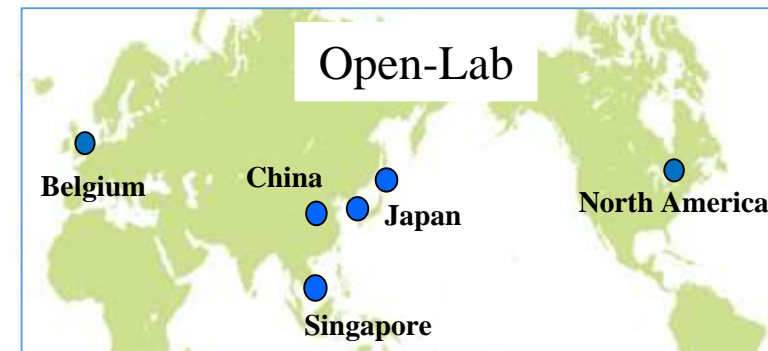 Open-Lab
China
Belgium
Japan
North America
Singapore